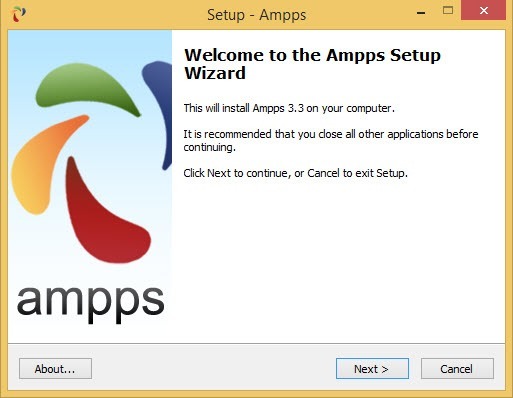 Setup - Ampps
Welcome to the Ampps Setup
Wizard
This will install Ampps 3.3 on your computer.
It is recommended that you close all other applications before
continuing.
Click Next to continue, or Cancel to exit Setup.
ampps
About...
Next >
Cancel